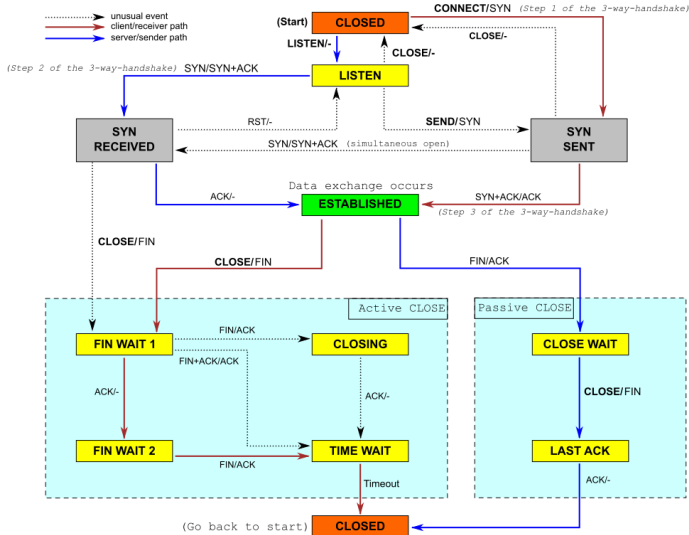 unusual event
client/receiver path
server/sender path
(Start)
CLOSED
CONNECT/SYN (Step 1 of the 3-way-handshake)
CLOSE/-
LISTEN/-
CLOSE/-
(Step 2 of the 3-way-handshake) SYN/SYN+ACK
LISTEN
RST/-
SEND/SYN
SYN
RECEIVED
SYN
SENT
SYN/SYN+ACK (simultaneous open)
Data exchange occurs
ACK/-
SYN+ACK/ACK
ESTABLISHED
(Step 3 of the 3-way-handshake)
CLOSE/FIN
CLOSE/FIN
FIN/ACK
Active CLOSE
Passive CLOSE
FIN/ACK
FIN WAIT 1
CLOSING
CLOSE WAIT
FIN+ACK/ACK
ACK/-
ACK/-
CLOSE/FIN
FIN WAIT 2
TIME WAIT
LAST ACK
FIN/ACK
Timeout
ACK/-
(Go back to start)
CLOSED